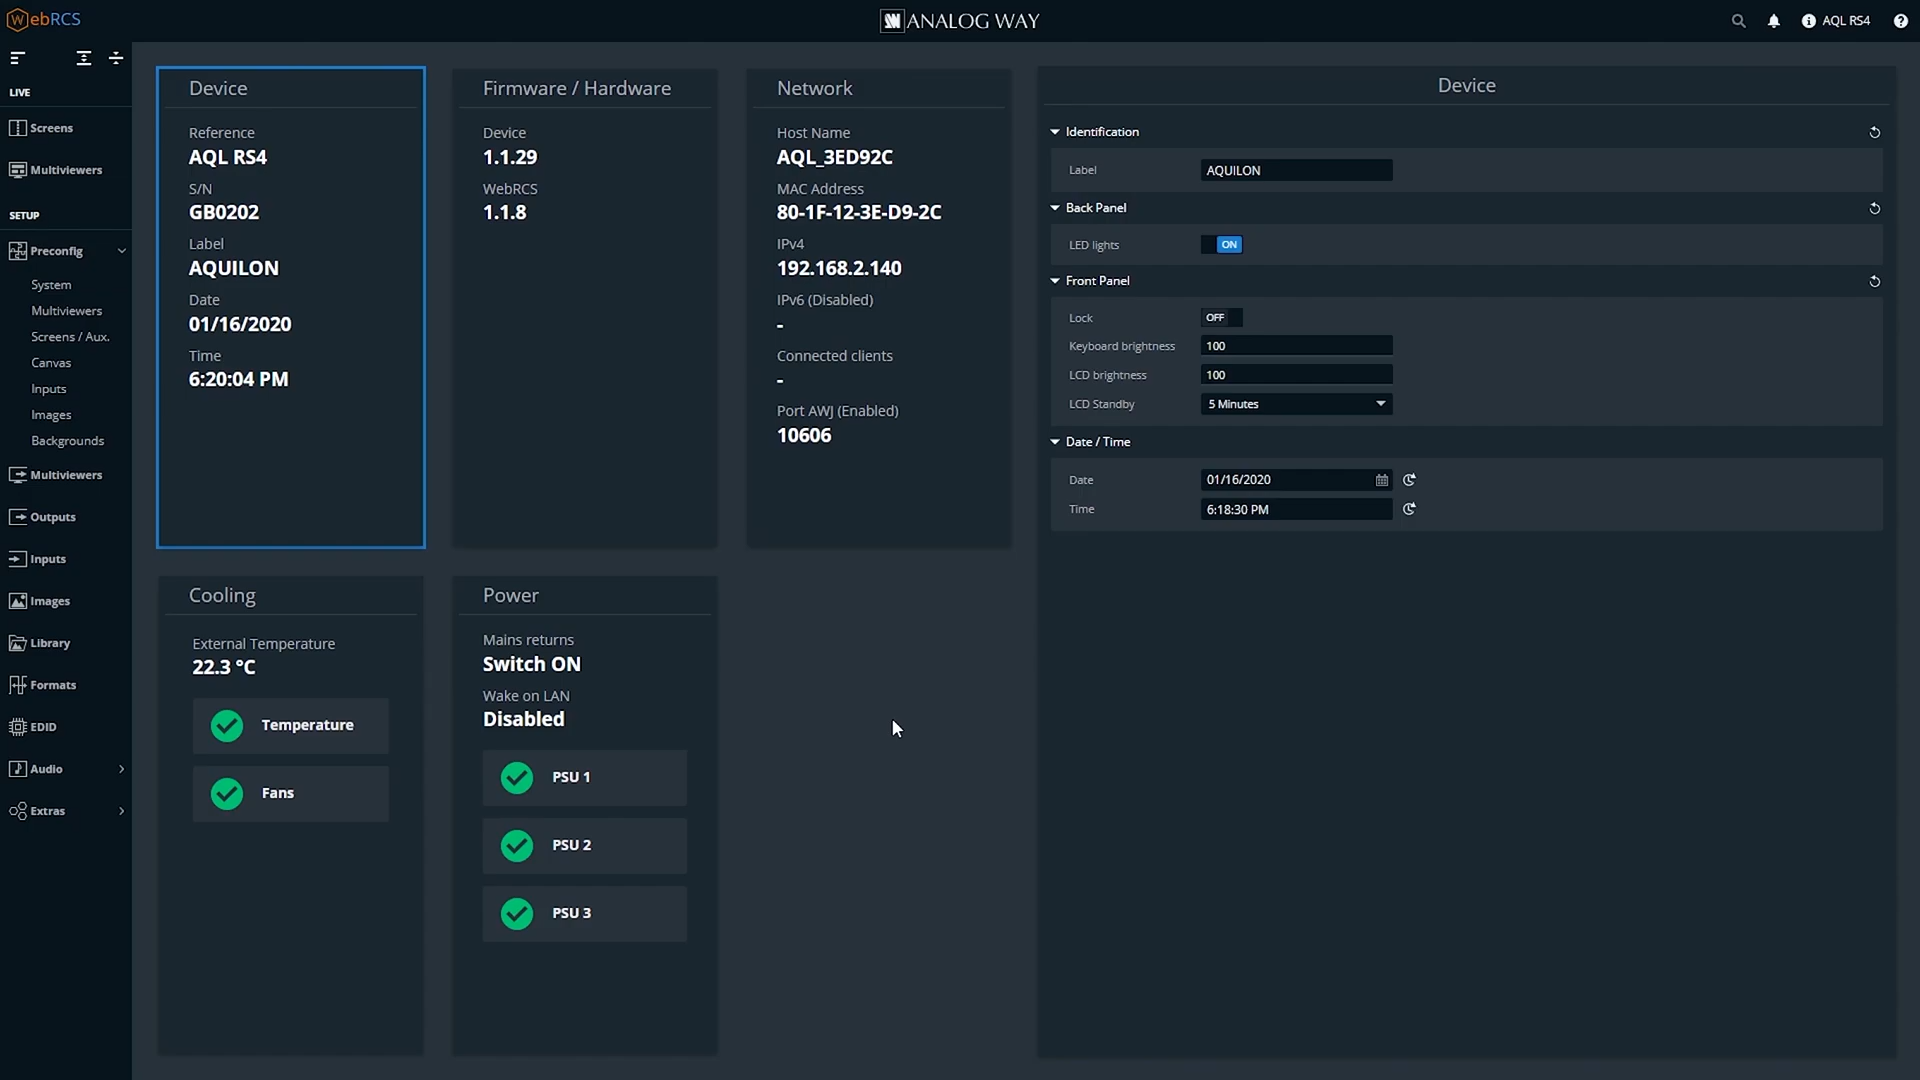 WebRCS
ANALOG WAY
AQL RS4
LIVE
Screens
Multiviewers
SETUP
Preconfig
System
Multiviewers
Screens / Aux.
Canvas
Inputs
Images
Backgrounds
Multiviewers
Outputs
Inputs
Images
Library
Formats
EDID
Audio
Extras
Device
Reference
AQL RS4
S/N
GB0202
Label
AQUILON
Date
01/16/2020
Time
6:20:04 PM
Firmware / Hardware
Device
1.1.29
WebRCS
1.1.8
Network
Host Name
AQL_3ED92C
MAC Address
80-1F-12-3E-D9-2C
IPv4
192.168.2.140
IPv6 (Disabled)
-
Connected clients
-
Port AWJ (Enabled)
10606
Cooling
External Temperature
22.3 °C
Temperature
Fans
Power
Mains returns
Switch ON
Wake on LAN
Disabled
PSU 1
PSU 2
PSU 3
Device
Identification
Label AQUILON
Back Panel
LED lights ON
Front Panel
Lock OFF
Keyboard brightness 100
LCD brightness 100
LCD Standby 5 Minutes
Date / Time
Date 01/16/2020
Time 6:18:30 PM